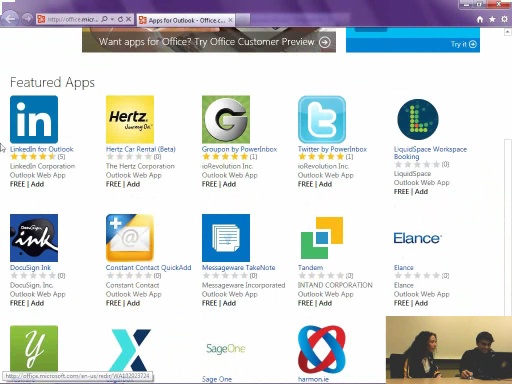 http://office.micr...
Apps for Outlook - Office.c...
Want apps for Office? Try Office Customer Preview
Try it
Featured Apps
in
Hertz.
Journey On.
G
t
L
LinkedIn for Outlook
(5)
LinkedIn Corporation
Outlook Web App
FREE | Add
Hertz Car Rental (Beta)
(0)
The Hertz Corporation
Outlook Web App
FREE | Add
Groupon by PowerInbox
(1)
ioRevolution Inc.
Outlook Web App
FREE | Add
Twitter by PowerInbox
(1)
ioRevolution Inc.
Outlook Web App
FREE | Add
LiquidSpace Workspace
Booking
(0)
LiquidSpace
Outlook Web App
FREE | Add
DocuSign
ink
@
Elance
DocuSign Ink
(0)
DocuSign, Inc.
Outlook Web App
FREE | Add
Constant Contact QuickAdd
(0)
Constant Contact
Outlook Web App
FREE | Add
Messageware TakeNote
(0)
Messageware Incorporated
Outlook Web App
FREE | Add
Tandem
(0)
INTAND CORPORATION
Outlook Web App
FREE | Add
Elance
(0)
Elance
Outlook Web App
FREE | Add
y
SageOne
Sage One
harmon.ie
http://office.microsoft.com/en-us/redir/WA102923724